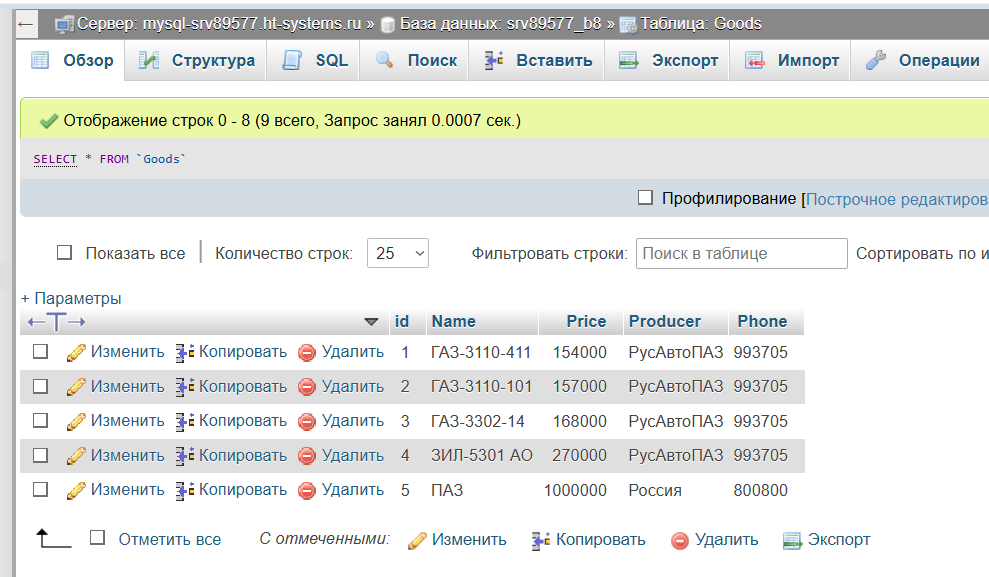 Сервер: mysql-srv89577.ht-systems.ru » База данных: srv89577_b8 » Таблица: Goods
Обзор Структура SQL Поиск Вставить Экспорт Импорт Операции
Отображение строк 0 - 8 (9 всего, Запрос занял 0.0007 сек.)
SELECT * FROM `Goods`
Профилирование [Построчное редактиров
Показать все Количество строк: 25 Фильтровать строки: Поиск в таблице Сортировать по и
+ Параметры
←T→ id Name Price Producer Phone
Изменить Копировать Удалить 1 ГАЗ-3110-411 154000 РусАвтоПАЗ 993705
Изменить Копировать Удалить 2 ГАЗ-3110-101 157000 РусАвтоПАЗ 993705
Изменить Копировать Удалить 3 ГАЗ-3302-14 168000 РусАвтоПАЗ 993705
Изменить Копировать Удалить 4 ЗИЛ-5301 АО 270000 РусАвтоПАЗ 993705
Изменить Копировать Удалить 5 ПАЗ 1000000 Россия 800800
Отметить все С отмеченными: Изменить Копировать Удалить Экспорт